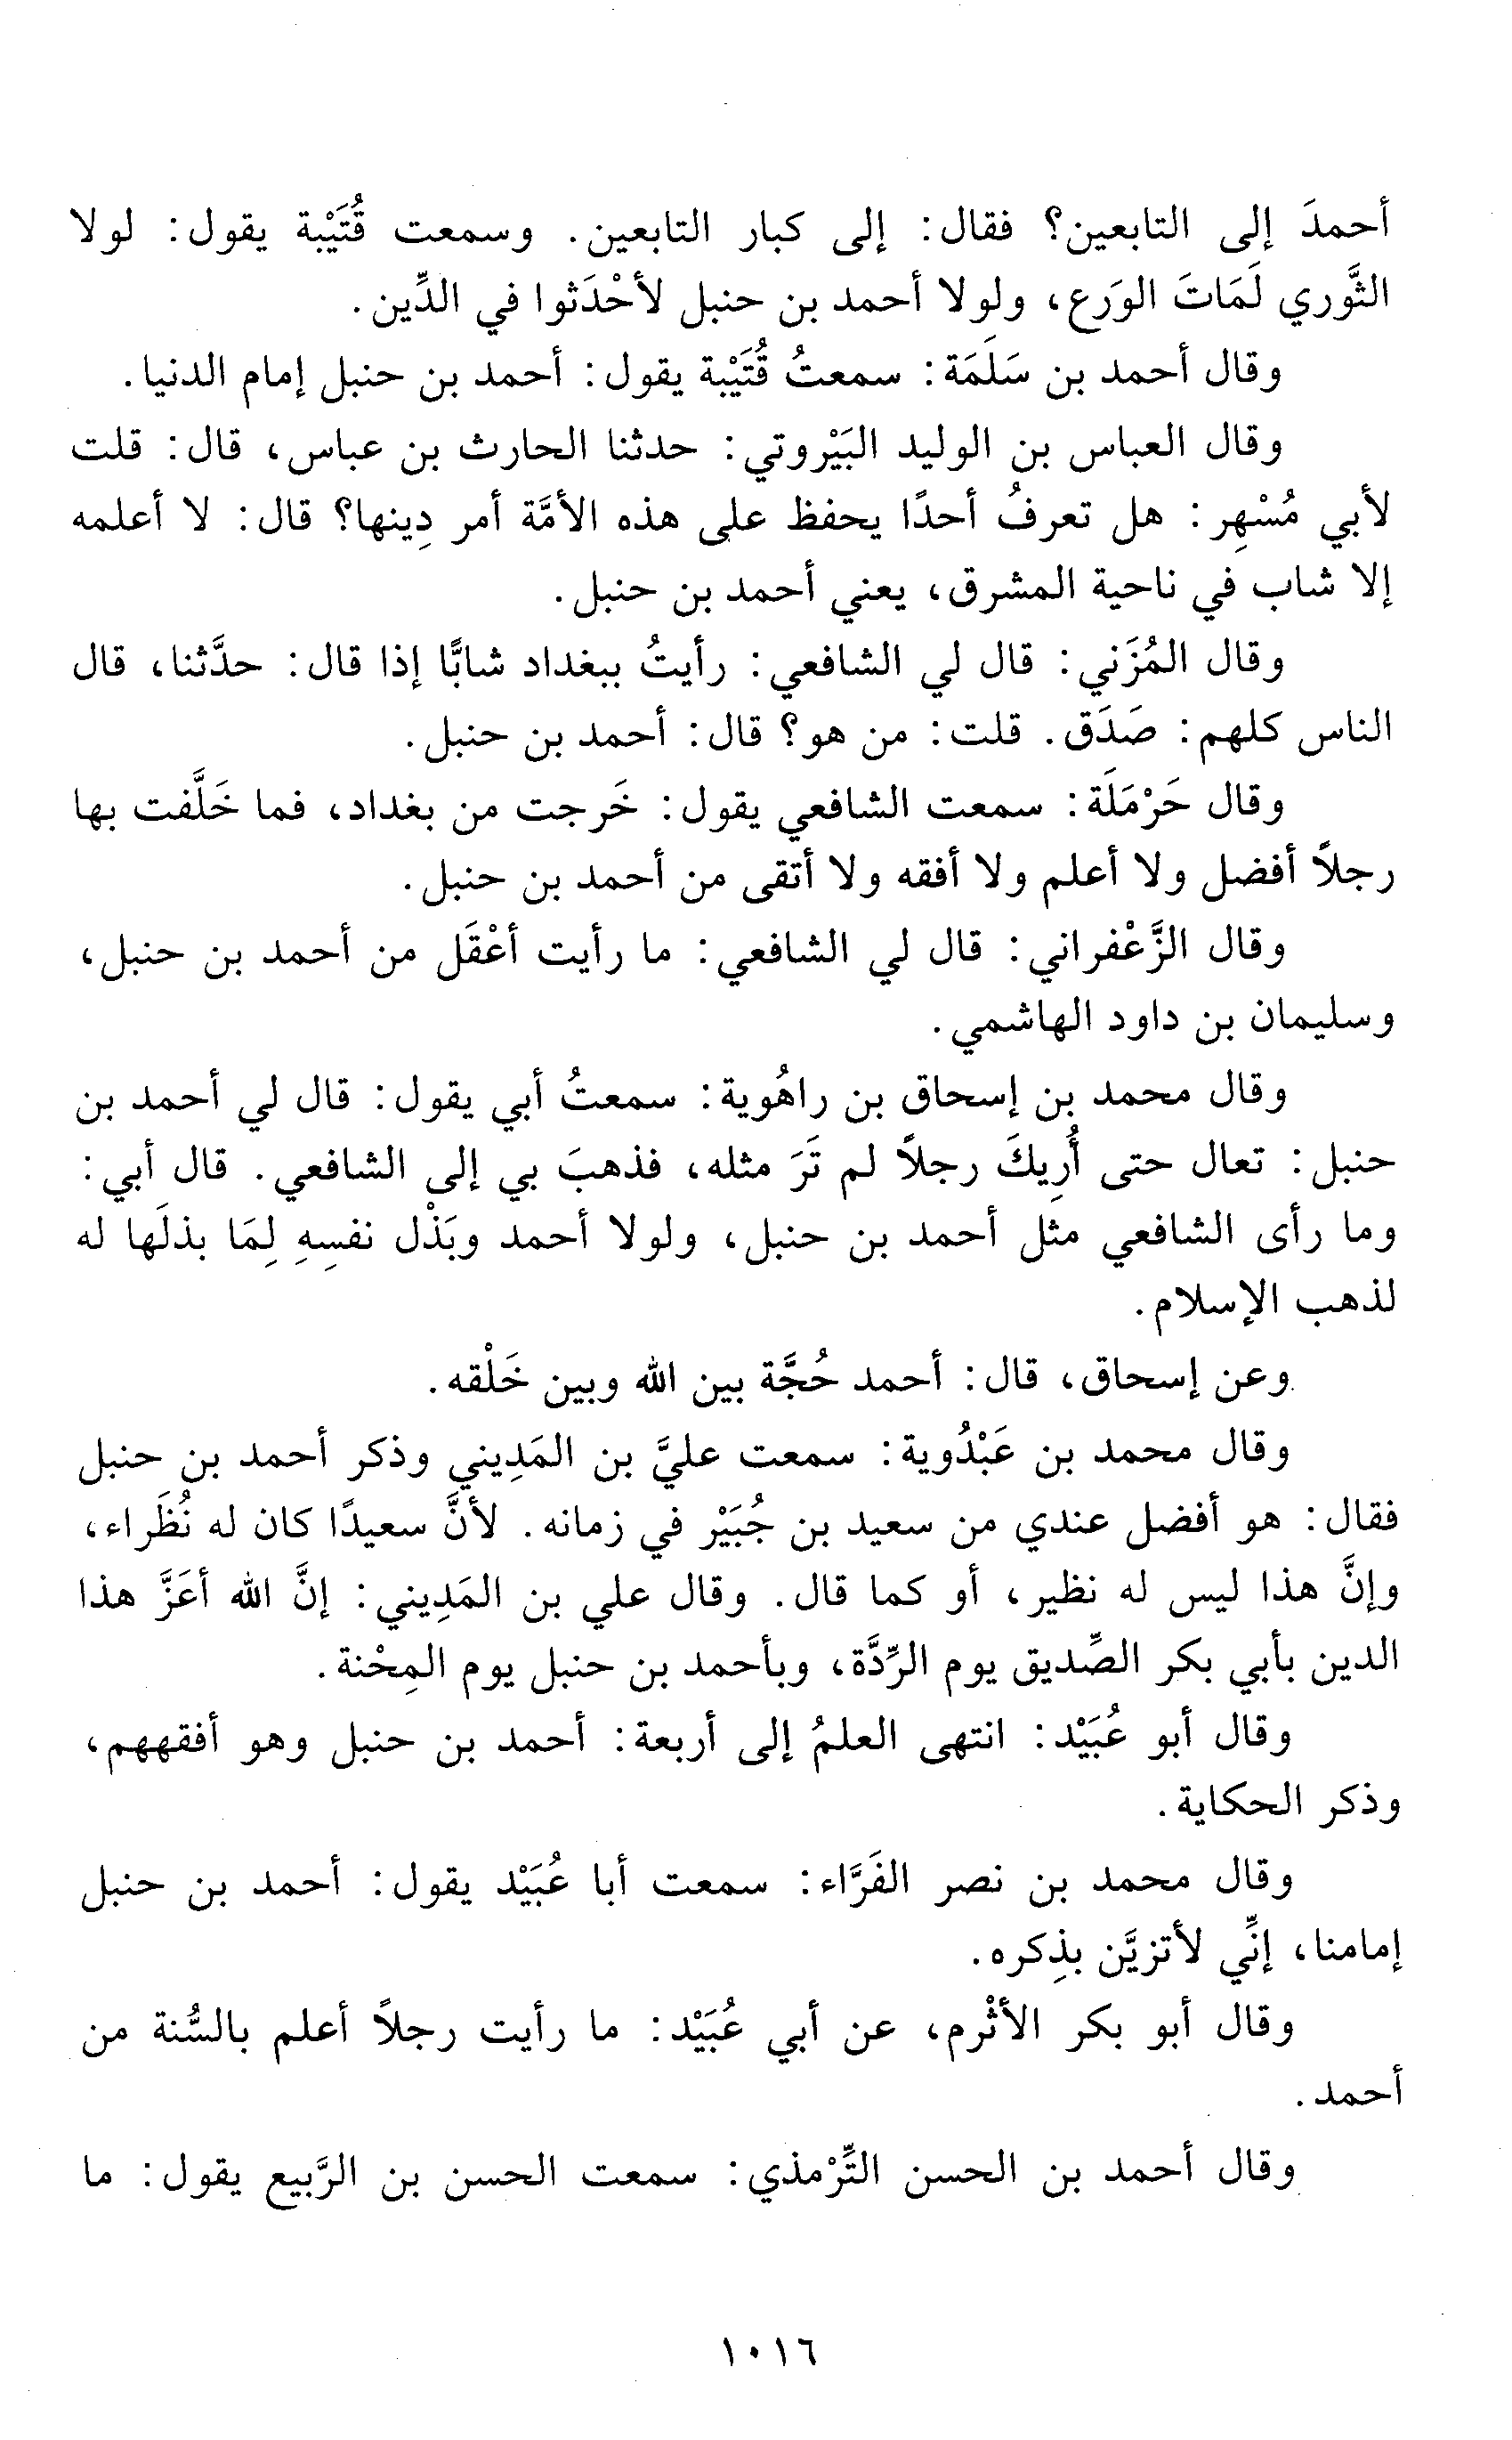 أحمدَ إلى التابعين؟ فقال: إلى كبار التابعين. وسمعت قُتَيْبة يقول: لولا
الثَّوري لَمَاتَ الوَرع، ولولا أحمد بن حنبل لأحْدَثوا في الدِّين.
وقال أحمد بن سَلَمَة: سمعتُ قُتَيْبة يقول: أحمد بن حنبل إمام الدنيا.
وقال العباس بن الوليد البَيْروتي: حدثنا الحارث بن عباس، قال: قلت
لأبي مُسْهِر: هل تعرفُ أحدًا يحفظ على هذه الأمَّة أمر دِينها؟ قال: لا أعلمه
إلا شاب في ناحية المشرق، يعني أحمد بن حنبل.
وقال المُزَني: قال لي الشافعي: رأيتُ ببغداد شابًّا إذا قال: حدَّثنا، قال
الناس كلهم: صَدَق. قلت: من هو؟ قال: أحمد بن حنبل.
وقال حَرْمَلَة: سمعت الشافعي يقول: خَرجت من بغداد، فما خَلَّفت بها
رجلاً أفضل ولا أعلم ولا أفقه ولا أتقى من أحمد بن حنبل.
وقال الزَّعْفراني: قال لي الشافعي: ما رأيت أعْقَل من أحمد بن حنبل،
وسليمان بن داود الهاشمي.
وقال محمد بن إسحاق بن راهُوية: سمعتُ أبي يقول: قال لي أحمد بن
حنبل: تعال حتى أُرِيكَ رجلاً لم تَرَ مثله، فذهبَ بي إلى الشافعي. قال أبي:
وما رأى الشافعي مثل أحمد بن حنبل، ولولا أحمد وبَذْل نفسِهِ لِمَا بذلَها له
لذهب الإسلام.
وعن إسحاق، قال: أحمد حُجَّة بين الله وبين خَلْقه.
وقال محمد بن عَبْدُوية: سمعت عليَّ بن المَدِيني وذكر أحمد بن حنبل
فقال: هو أفضل عندي من سعيد بن جُبَيْر في زمانه. لأنَّ سعيدًا كان له نُظَراء،
وإنَّ هذا ليس له نظير، أو كما قال. وقال علي بن المَدِيني: إنَّ الله أعَزَّ هذا
الدين بأبي بكر الصِّديق يوم الرِّدَّة، وبأحمد بن حنبل يوم المِحْنة.
وقال أبو عُبَيْد: انتهى العلمُ إلى أربعة: أحمد بن حنبل وهو أفقههم،
وذكر الحكاية.
وقال محمد بن نصر الفَرَّاء: سمعت أبا عُبَيْد يقول: أحمد بن حنبل
إمامنا، إنِّي لأتزيَّن بذِكره.
وقال أبو بكر الأثْرم، عن أبي عُبَيْد: ما رأيت رجلاً أعلم بالسُّنة من
أحمد.
وقال أحمد بن الحسن التِّرْمذي: سمعت الحسن بن الرَّبيع يقول: ما
١٠١٦